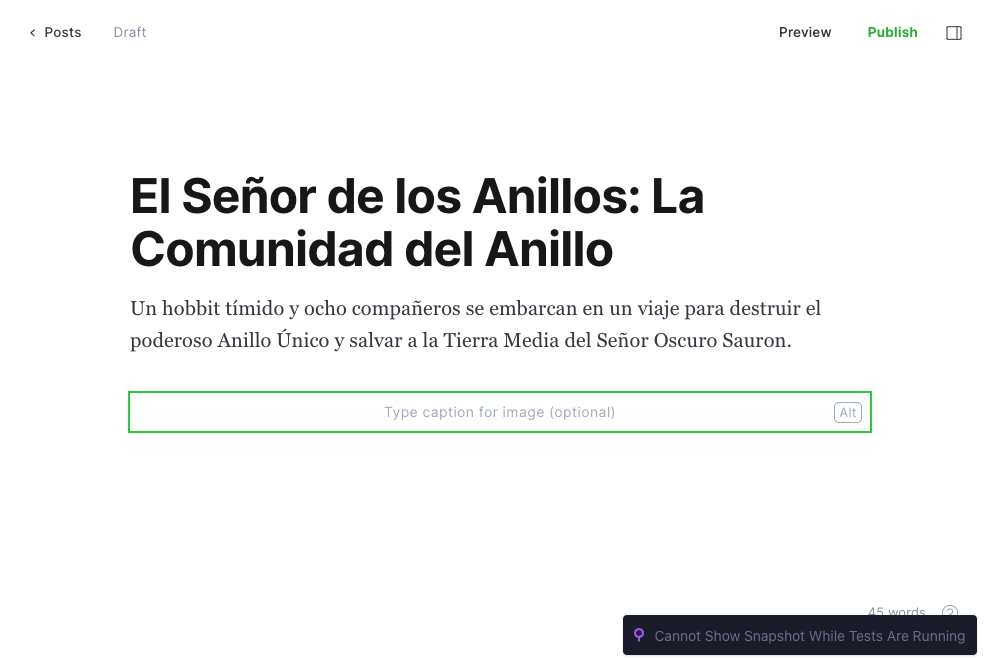 Posts
Draft
Preview
Publish
El Señor de los Anillos: La
Comunidad del Anillo
Un hobbit tímido y ocho compañeros se embarcan en un viaje para destruir el
poderoso Anillo Único y salvar a la Tierra Media del Señor Oscuro Sauron.
Type caption for image (optional)
Alt
45 words
?
Cannot Show Snapshot While Tests Are Running